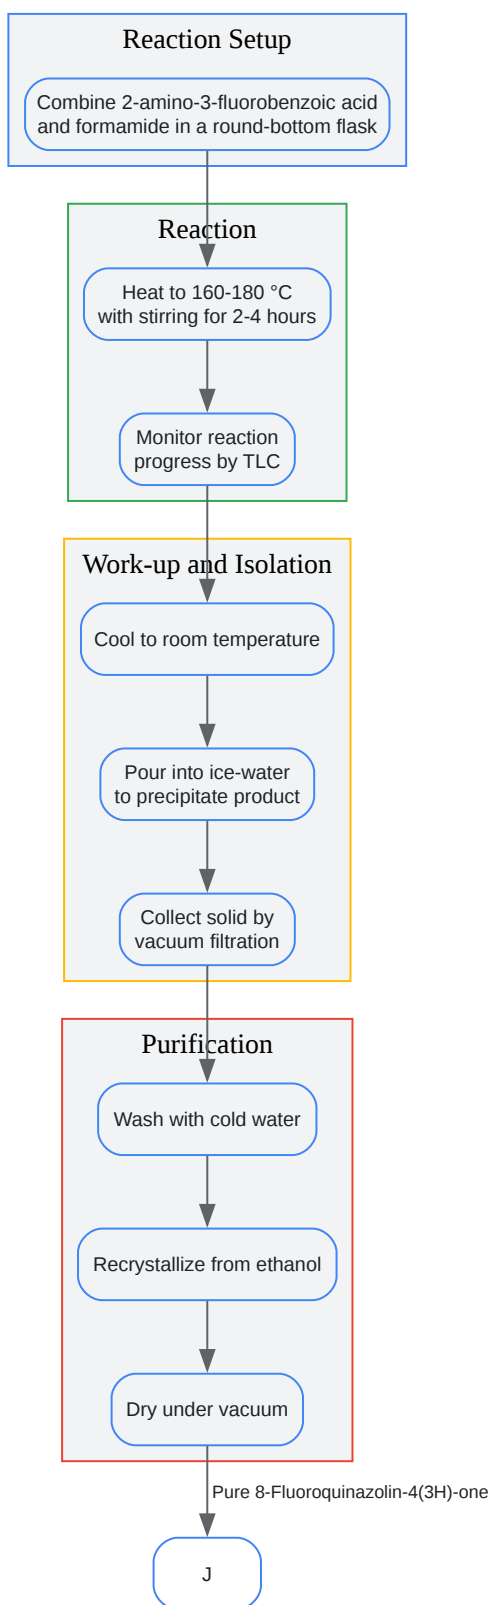 Reaction Setup
Combine 2-amino-3-fluorobenzoic acid
and formamide in a round-bottom flask
Reaction
Heat to 160-180 °C
with stirring for 2-4 hours
Monitor reaction
progress by TLC
Work-up and Isolation
Cool to room temperature
Pour into ice-water
to precipitate product
Collect solid by
vacuum filtration
Purification
Wash with cold water
Recrystallize from ethanol
Dry under vacuum
Pure 8-Fluoroquinazolin-4(3H)-one
J